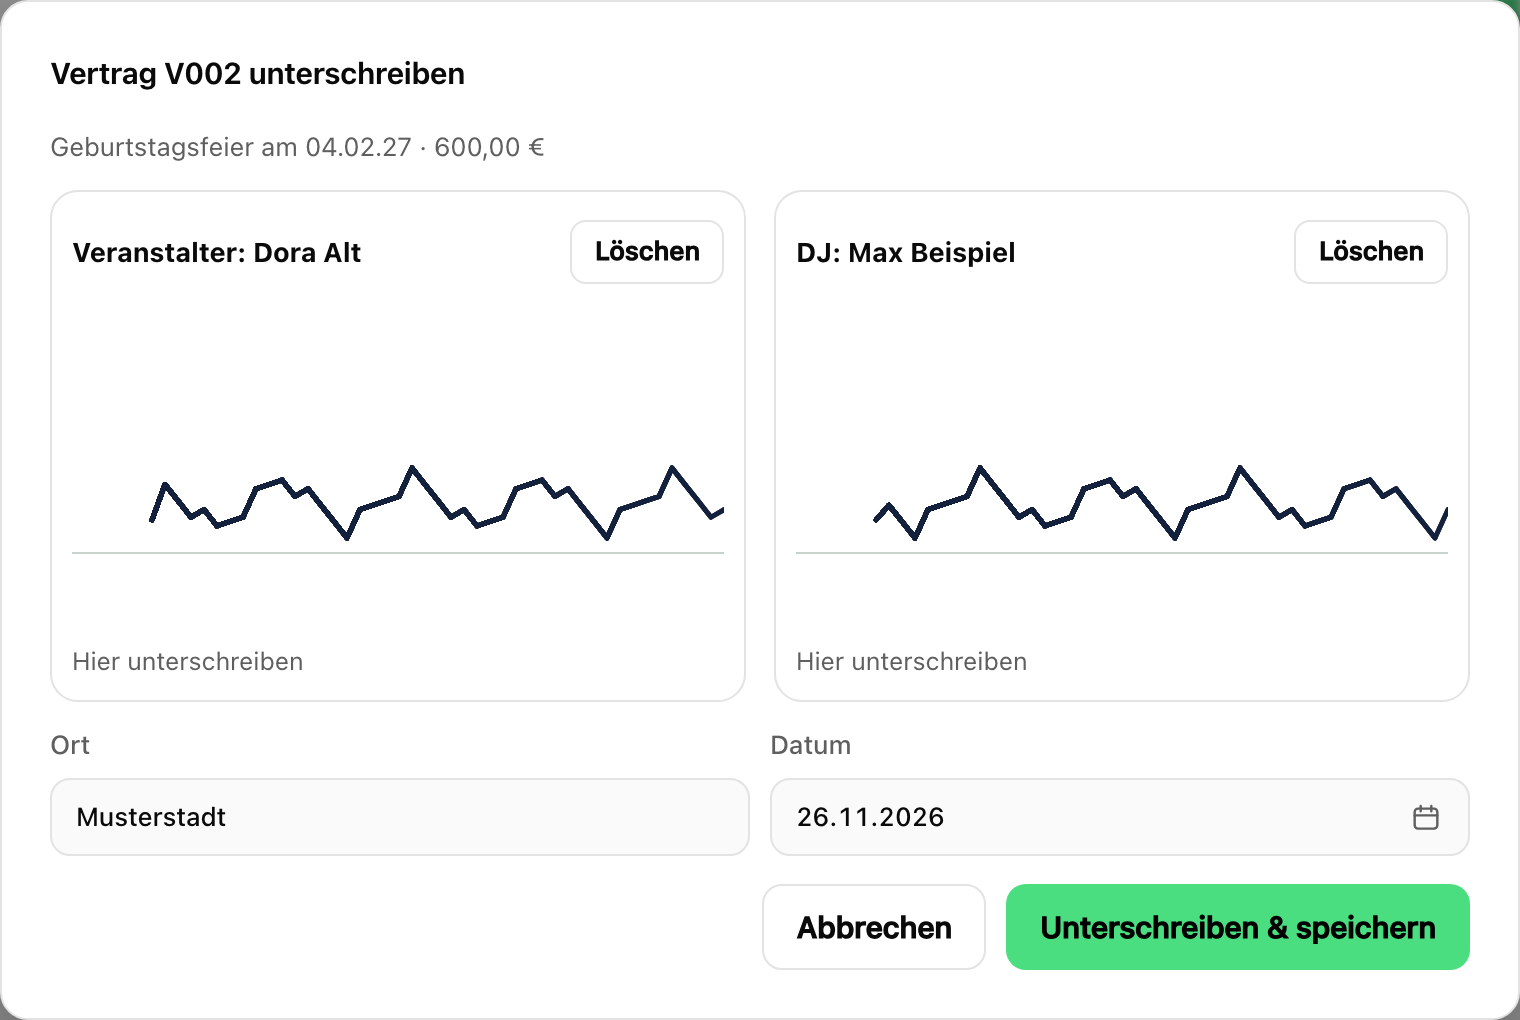 Vertrag V002 unterschreiben
Geburtstagsfeier am 04.02.27 · 600,00 €
Veranstalter: Dora Alt
Löschen
DJ: Max Beispiel
Löschen
Hier unterschreiben
Hier unterschreiben
Ort
Datum
Musterstadt
26.11.2026
Abbrechen
Unterschreiben & speichern